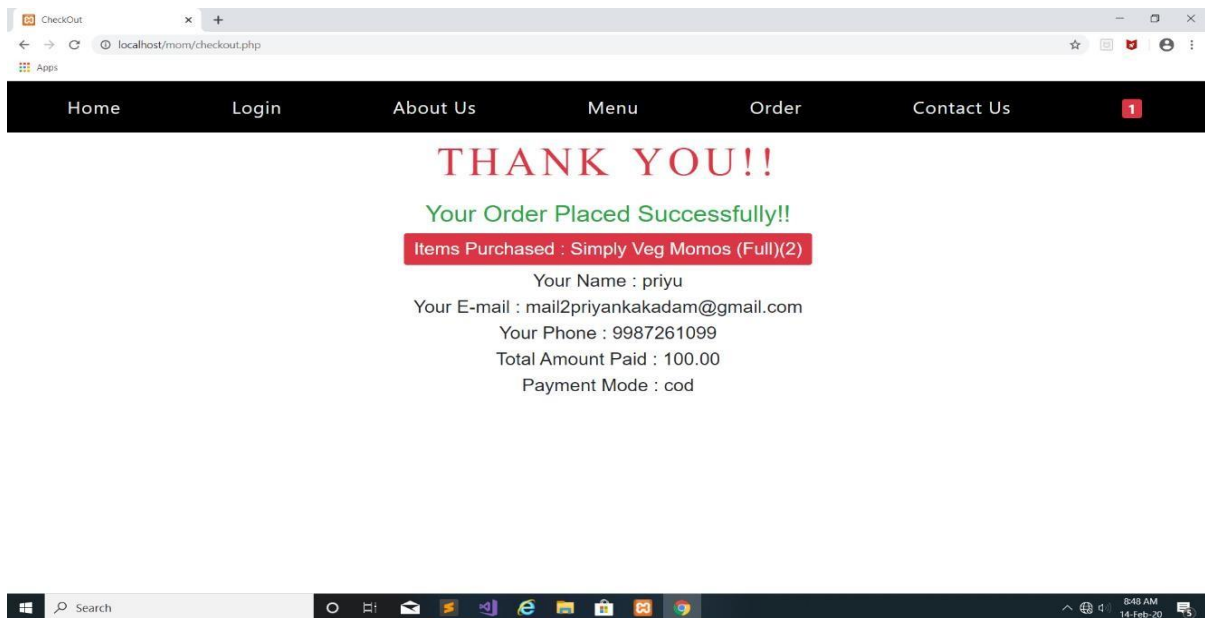 CheckOut
localhost/mom/checkout.php
Apps
Home Login About Us Menu Order Contact Us 1
THANK YOU!!
Your Order Placed Successfully!!
Items Purchased : Simply Veg Momos (Full)(2)
Your Name : priyu
Your E-mail : mail2priyankakadam@gmail.com
Your Phone : 9987261099
Total Amount Paid : 100.00
Payment Mode : cod
Search
8:48 AM
14-Feb-20
5